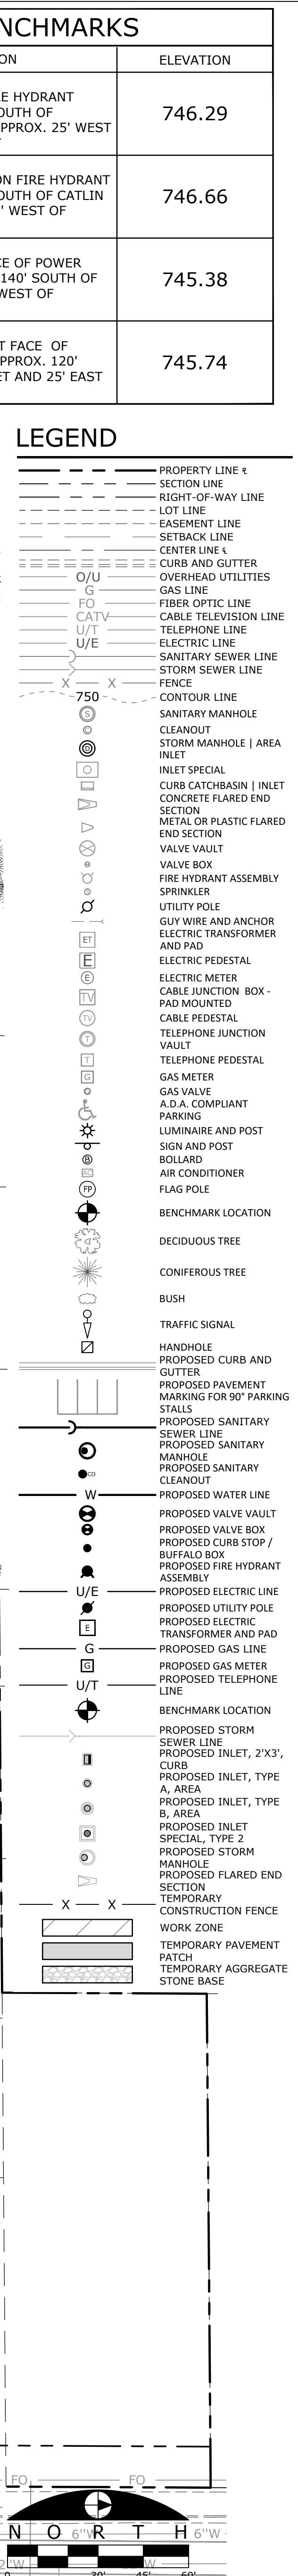 NCHMARKS
ON
ELEVATION
E HYDRANT
OUTH OF
PPROX. 25' WEST
746.29
ON FIRE HYDRANT
OUTH OF CATLIN
' WEST OF
746.66
CE OF POWER
140' SOUTH OF
WEST OF
745.38
T FACE OF
PPROX. 120'
ET AND 25' EAST
745.74
LEGEND
PROPERTY LINE ℄
SECTION LINE
RIGHT-OF-WAY LINE
LOT LINE
EASEMENT LINE
SETBACK LINE
CENTER LINE ℄
CURB AND GUTTER
O/U OVERHEAD UTILITIES
G GAS LINE
FO FIBER OPTIC LINE
CATV CABLE TELEVISION LINE
U/T TELEPHONE LINE
U/E ELECTRIC LINE
SANITARY SEWER LINE
STORM SEWER LINE
X X FENCE
750 CONTOUR LINE
S SANITARY MANHOLE
C CLEANOUT
STORM MANHOLE | AREA
INLET
INLET SPECIAL
CURB CATCHBASIN | INLET
CONCRETE FLARED END
SECTION
METAL OR PLASTIC FLARED
END SECTION
VALVE VAULT
VALVE BOX
FIRE HYDRANT ASSEMBLY
SPRINKLER
UTILITY POLE
GUY WIRE AND ANCHOR
ET ELECTRIC TRANSFORMER
AND PAD
E ELECTRIC PEDESTAL
E ELECTRIC METER
TV CABLE JUNCTION BOX -
PAD MOUNTED
TV CABLE PEDESTAL
T TELEPHONE JUNCTION
VAULT
T TELEPHONE PEDESTAL
G GAS METER
G GAS VALVE
A.D.A. COMPLIANT
PARKING
LUMINAIRE AND POST
SIGN AND POST
B BOLLARD
AC AIR CONDITIONER
FP FLAG POLE
BENCHMARK LOCATION
DECIDUOUS TREE
CONIFEROUS TREE
BUSH
TRAFFIC SIGNAL
HANDHOLE
PROPOSED CURB AND
GUTTER
PROPOSED PAVEMENT
MARKING FOR 90° PARKING
STALLS
PROPOSED SANITARY
SEWER LINE
PROPOSED SANITARY
MANHOLE
CO PROPOSED SANITARY
CLEANOUT
W PROPOSED WATER LINE
PROPOSED VALVE VAULT
PROPOSED VALVE BOX
PROPOSED CURB STOP /
BUFFALO BOX
PROPOSED FIRE HYDRANT
ASSEMBLY
U/E PROPOSED ELECTRIC LINE
PROPOSED UTILITY POLE
E PROPOSED ELECTRIC
TRANSFORMER AND PAD
G PROPOSED GAS LINE
G PROPOSED GAS METER
U/T PROPOSED TELEPHONE
LINE
BENCHMARK LOCATION
PROPOSED STORM
SEWER LINE
PROPOSED INLET, 2'X3',
CURB
PROPOSED INLET, TYPE
A, AREA
PROPOSED INLET, TYPE
B, AREA
PROPOSED INLET
SPECIAL, TYPE 2
PROPOSED STORM
MANHOLE
PROPOSED FLARED END
SECTION
X X TEMPORARY
CONSTRUCTION FENCE
WORK ZONE
TEMPORARY PAVEMENT
PATCH
TEMPORARY AGGREGATE
STONE BASE
FO FO
N O R T H
6"W 6"W
W W
0 30' 45' 60'